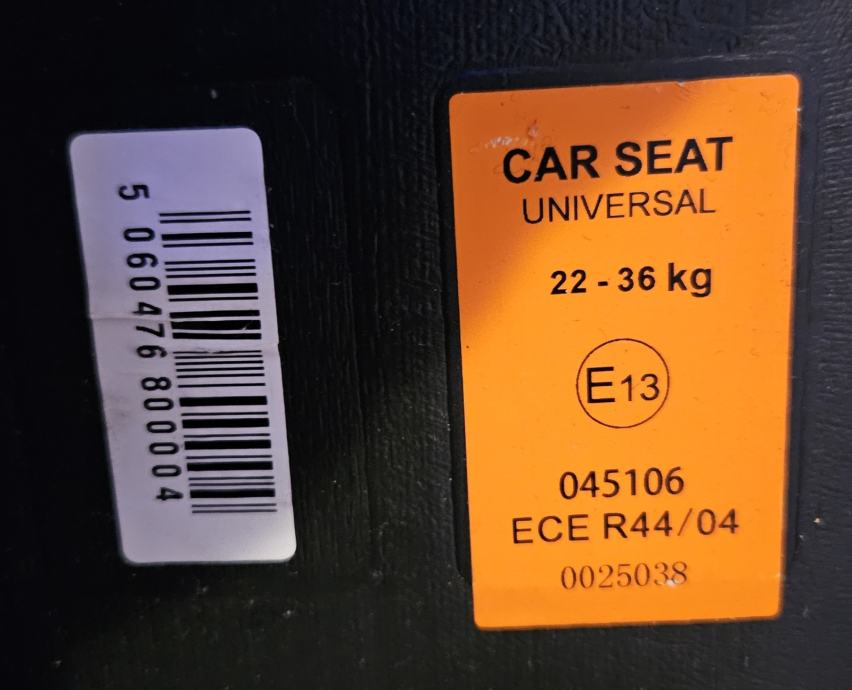 5 060476 800004
CAR SEAT
UNIVERSAL
22 - 36 kg
E13
045106
ECE R44/04
0025038